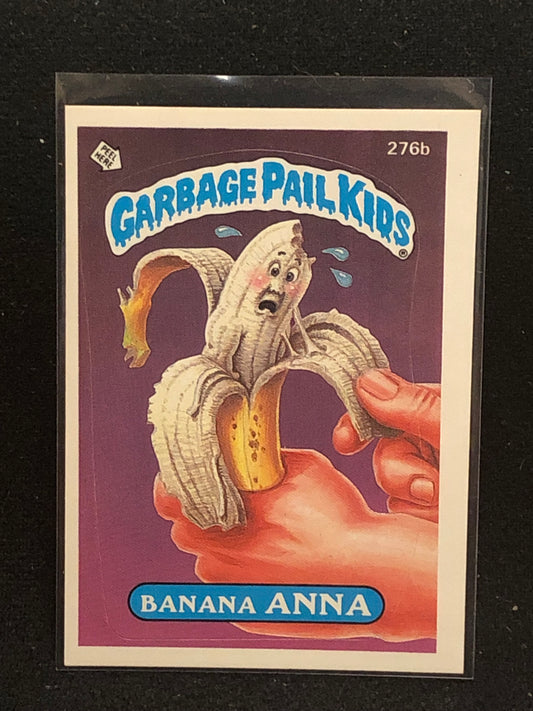 PEEL
HERE
276b
GARBAGE PAIL KIDS
®
BANANA ANNA